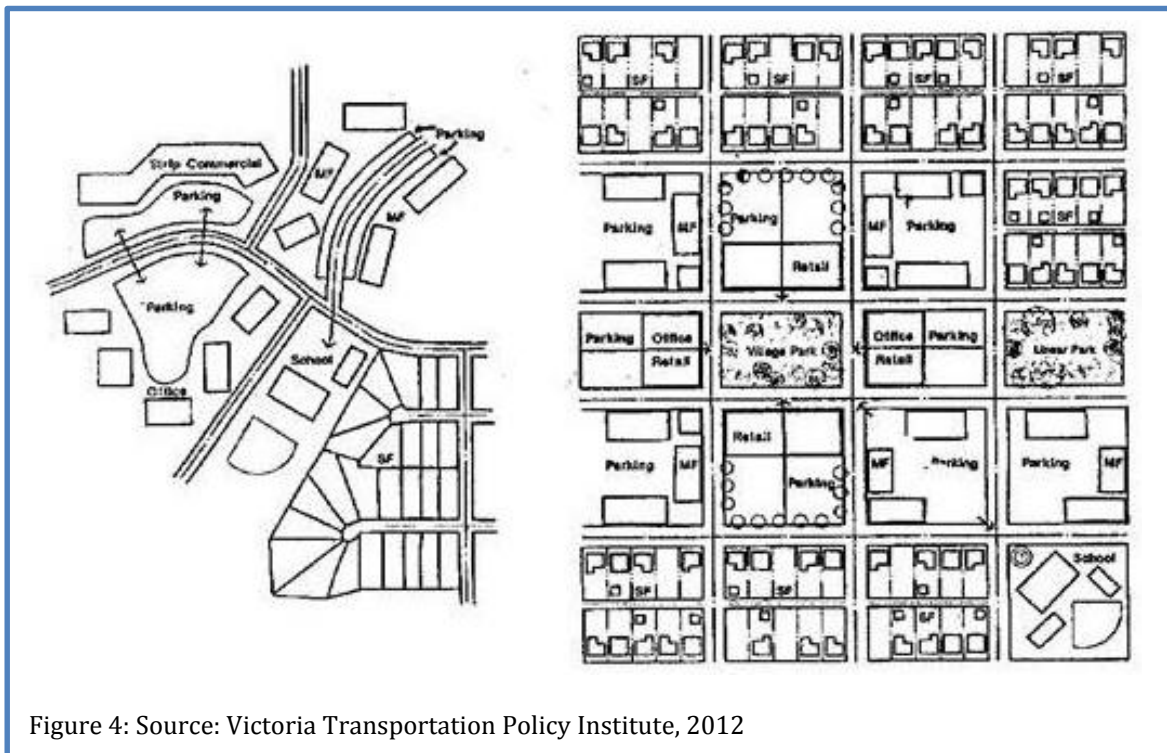 Strip Commercial
Parking
Parking
MF
MF
Parking
Office
School
SF
SF
SF
SF
SF
Parking
MF
Parking
Retail
MF
Parking
SF
Parking
Office
Retail
Village Park
Office
Parking
Retail
Linear Park
Parking
MF
Retail
Parking
MF
Parking
Parking
MF
SF
SF
SF
School
Figure 4: Source: Victoria Transportation Policy Institute, 2012